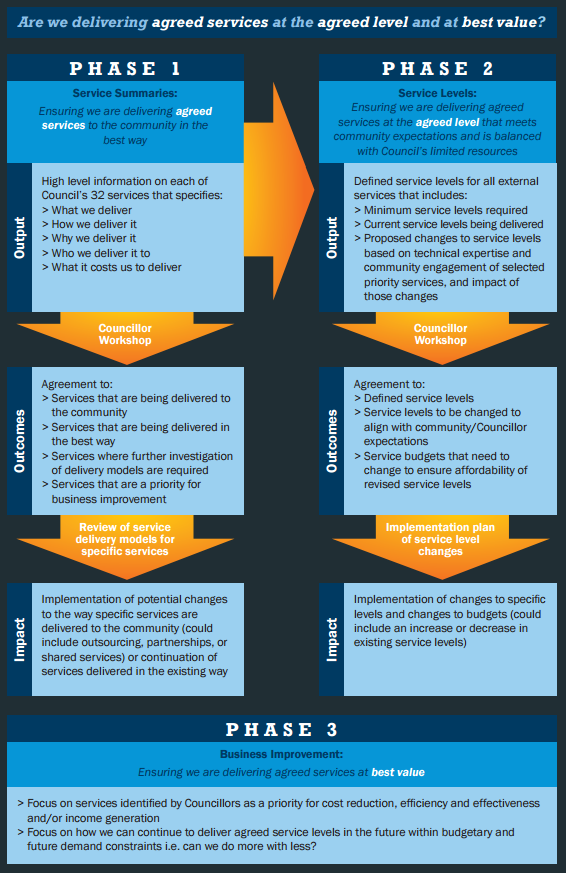 Are we delivering agreed services at the agreed level and at best value?
PHASE 1
Service Summaries:
Ensuring we are delivering agreed
services to the community in the
best way
Output
High level information on each of
Council's 32 services that specifies:
> What we deliver
> How we deliver it
> Why we deliver it
> Who we deliver it to
> What it costs us to deliver
Councillor
Workshop
Outcomes
Agreement to:
> Services that are being delivered to
the community
> Services that are being delivered in
the best way
> Services where further investigation
of delivery models are required
> Services that are a priority for
business improvement
Review of service
delivery models for
specific services
Impact
Implementation of potential changes
to the way specific services are
delivered to the community (could
include outsourcing, partnerships, or
shared services) or continuation of
services delivered in the existing way
PHASE 2
Service Levels:
Ensuring we are delivering agreed
services at the agreed level that meets
community expectations and is balanced
with Council's limited resources
Output
Defined service levels for all external
services that includes:
> Minimum service levels required
> Current service levels being delivered
> Proposed changes to service levels
based on technical expertise and
community engagement of selected
priority services, and impact of
those changes
Councillor
Workshop
Outcomes
Agreement to:
> Defined service levels
> Service levels to be changed to
align with community/Councillor
expectations
> Service budgets that need to
change to ensure affordability of
revised service levels
Implementation plan
of service level
changes
Impact
Implementation of changes to specific
levels and changes to budgets (could
include an increase or decrease in
existing service levels)
PHASE 3
Business Improvement:
Ensuring we are delivering agreed services at best value
> Focus on services identified by Councillors as a priority for cost reduction, efficiency and effectiveness
and/or income generation
> Focus on how we can continue to deliver agreed service levels in the future within budgetary and
future demand constraints i.e. can we do more with less?